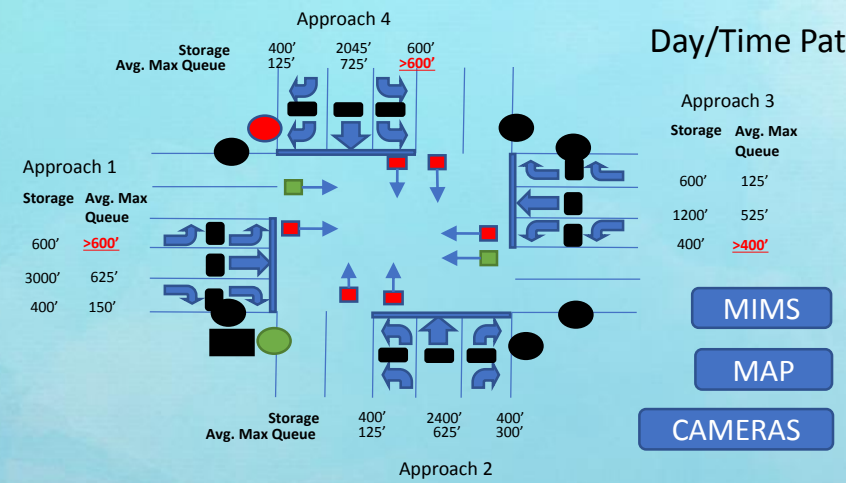 Approach 4
Storage 400’ 2045’ 600’
Avg. Max Queue 125’ 725’ >600’
Day/Time Pat
Approach 3
Storage Avg. Max Queue
600’ 125’
1200’ 525’
400’ >400’
Approach 1
Storage Avg. Max Queue
600’ >600’
3000’ 625’
400’ 150’
MIMS
MAP
CAMERAS
Storage 400’ 2400’ 400’
Avg. Max Queue 125’ 625’ 300’
Approach 2